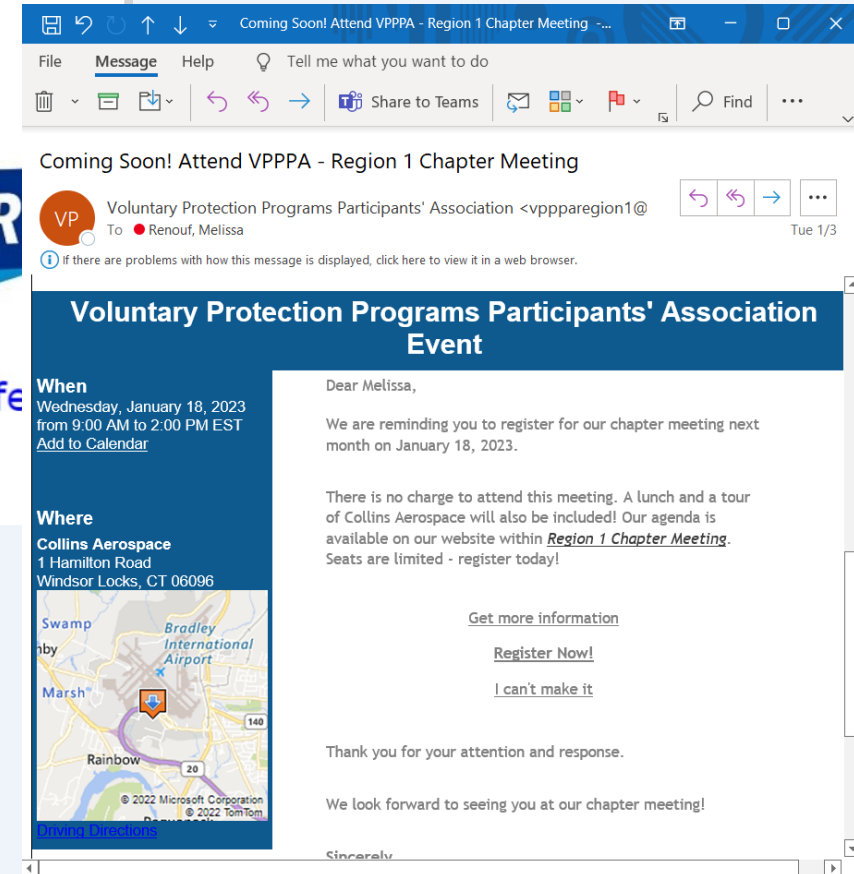 Coming Soon! Attend VPPPA - Region 1 Chapter Meeting -...
File Message Help Tell me what you want to do
Share to Teams Find
Coming Soon! Attend VPPPA - Region 1 Chapter Meeting
VP
Voluntary Protection Programs Participants' Association <vpppparegion1@
To Renouf, Melissa
Tue 1/3
If there are problems with how this message is displayed, click here to view it in a web browser.
Voluntary Protection Programs Participants' Association
Event
When
Wednesday, January 18, 2023
from 9:00 AM to 2:00 PM EST
Add to Calendar
Where
Collins Aerospace
1 Hamilton Road
Windsor Locks, CT 06096
Swamp
Bradley
International
Airport
Marsh
140
Rainbow
20
© 2022 Microsoft Corporation
© 2022 TomTom
Driving Directions
Dear Melissa,
We are reminding you to register for our chapter meeting next
month on January 18, 2023.
There is no charge to attend this meeting. A lunch and a tour
of Collins Aerospace will also be included! Our agenda is
available on our website within Region 1 Chapter Meeting.
Seats are limited - register today!
Get more information
Register Now!
I can't make it
Thank you for your attention and response.
We look forward to seeing you at our chapter meeting!
Sincerely